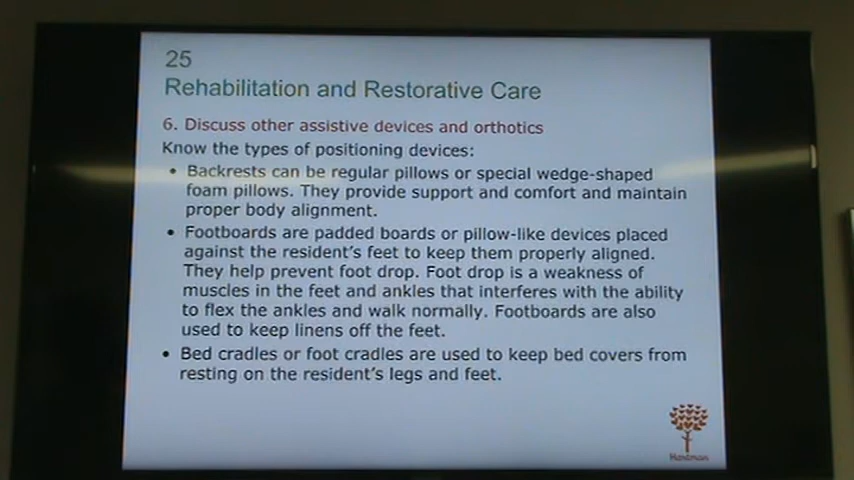 25
Rehabilitation and Restorative Care
6. Discuss other assistive devices and orthotics
Know the types of positioning devices:
• Backrests can be regular pillows or special wedge-shaped
foam pillows. They provide support and comfort and maintain
proper body alignment.
• Footboards are padded boards or pillow-like devices placed
against the resident's feet to keep them properly aligned.
They help prevent foot drop. Foot drop is a weakness of
muscles in the feet and ankles that interferes with the ability
to flex the ankles and walk normally. Footboards are also
used to keep linens off the feet.
• Bed cradles or foot cradles are used to keep bed covers from
resting on the resident's legs and feet.
Hartman